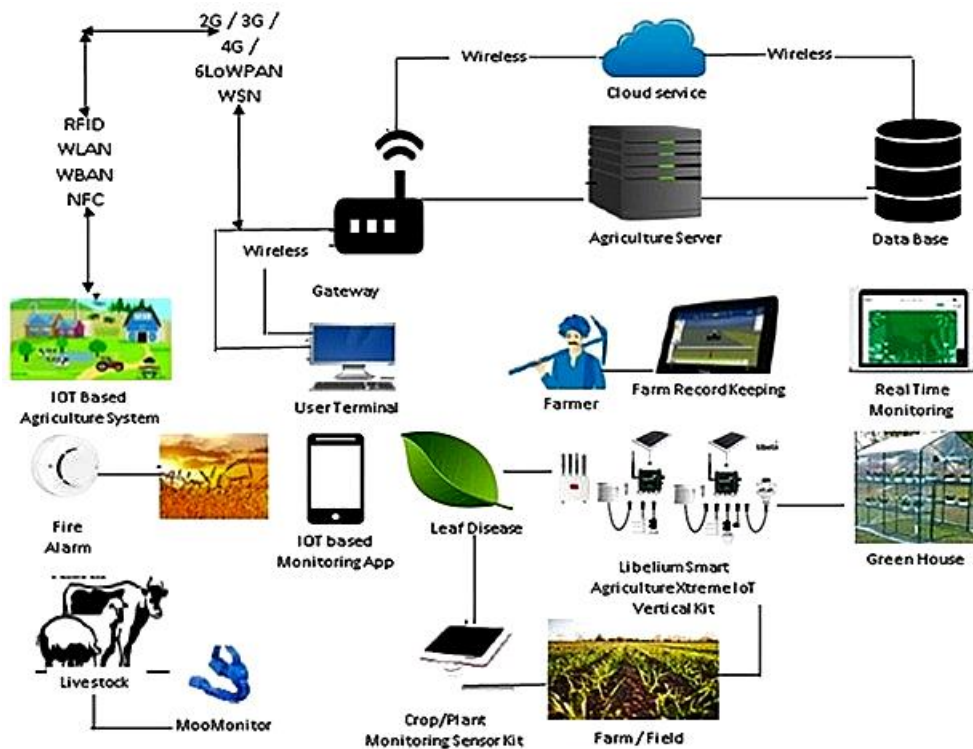 2G / 3G /
4G /
6LoWPAN
WSN
Wireless
Wireless
Cloud service
RFID
WLAN
WBAN
NFC
Agriculture Server
Data Base
Wireless
Gateway
IOT Based
Agriculture System
User Terminal
Farmer
Farm Record Keeping
Real Time
Monitoring
Fire
Alarm
IOT based
Monitoring App
Leaf Disease
Libelium Smart
Agriculture Xtreme IoT
Vertical Kit
Green House
Livestock
MooMonitor
Crop/Plant
Monitoring Sensor Kit
Farm / Field